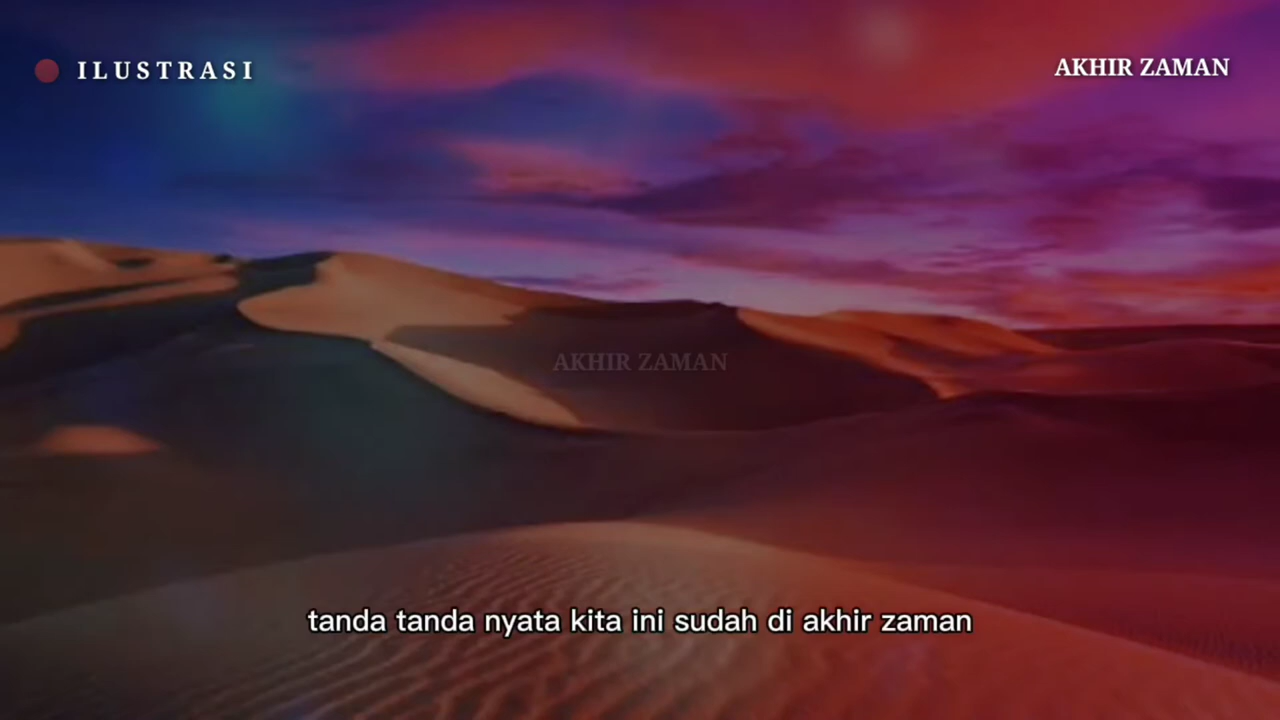 ILUSTRASI
AKHIR ZAMAN
AKHIR ZAMAN
tanda tanda nyata kita ini sudah di akhir zaman